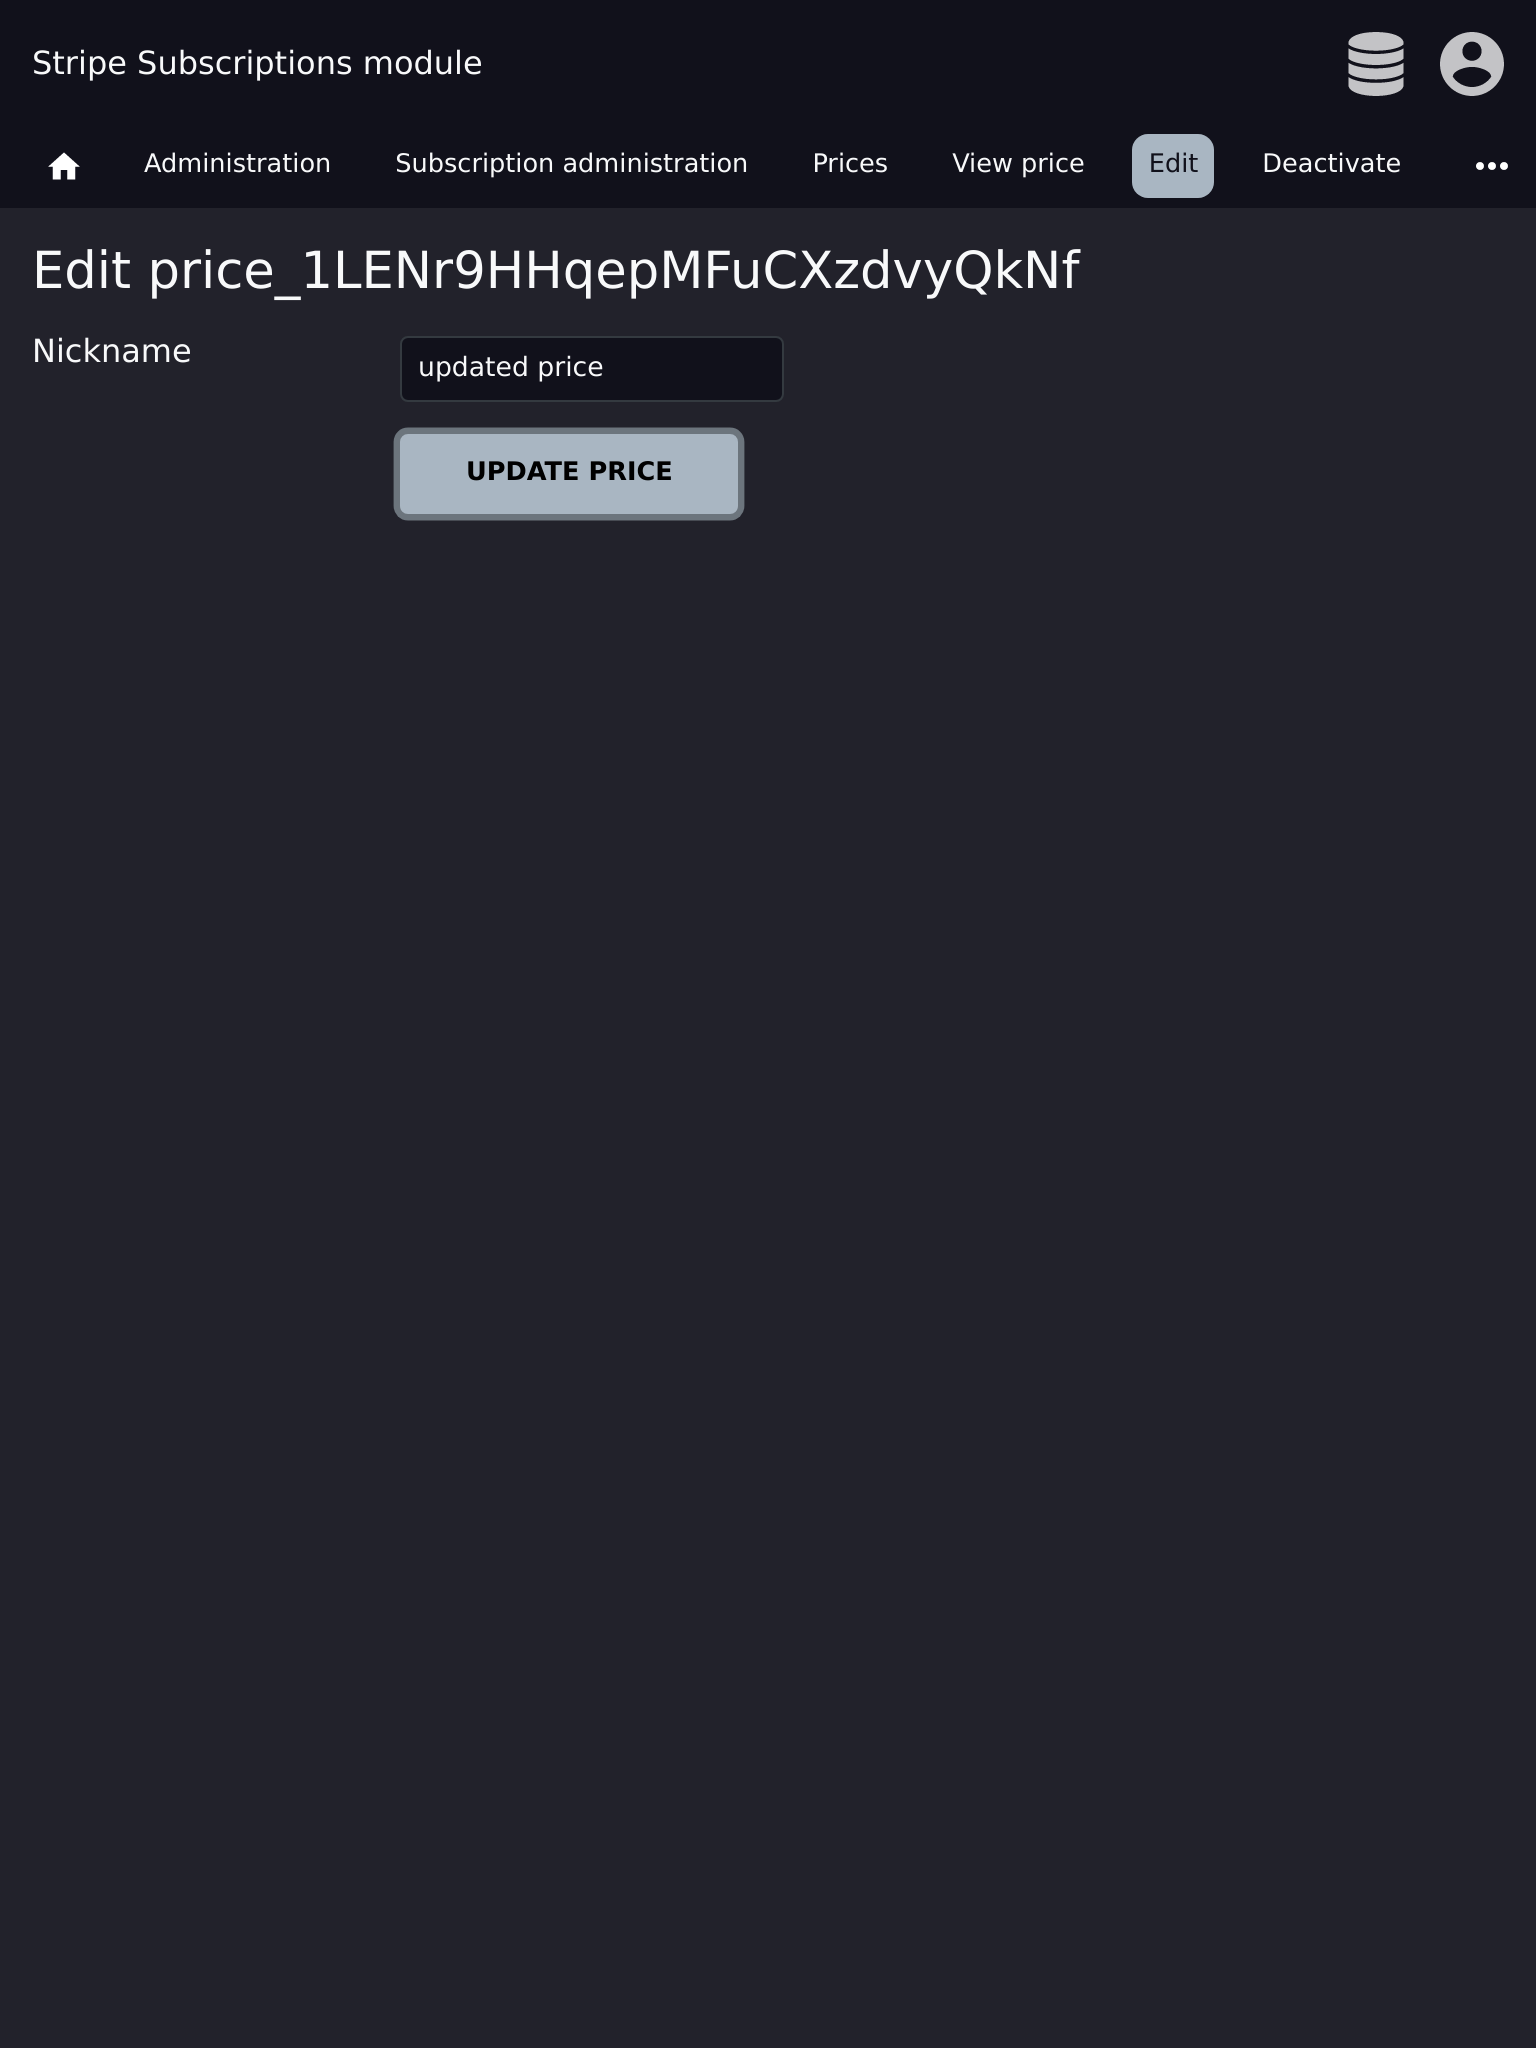 Stripe Subscriptions module
Administration Subscription administration Prices View price Edit Deactivate
Edit price_1LENr9HHqepMFuCXzdvyQkNf
Nickname updated price
UPDATE PRICE